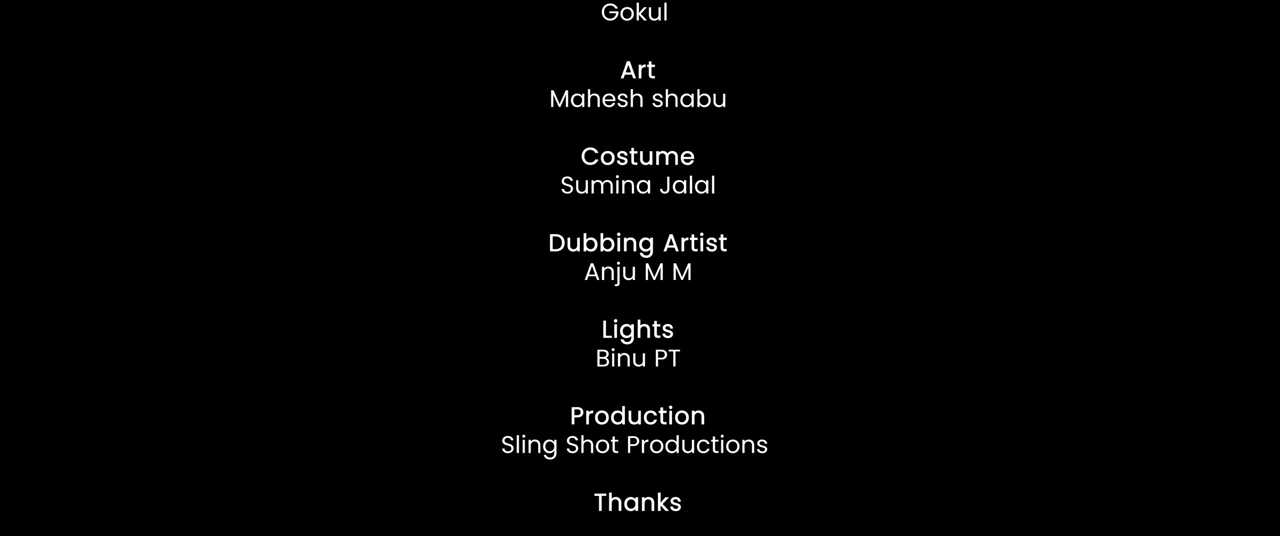 Gokul
Art
Mahesh shabu
Costume
Sumina Jalal
Dubbing Artist
Anju M M
Lights
Binu PT
Production
Sling Shot Productions
Thanks